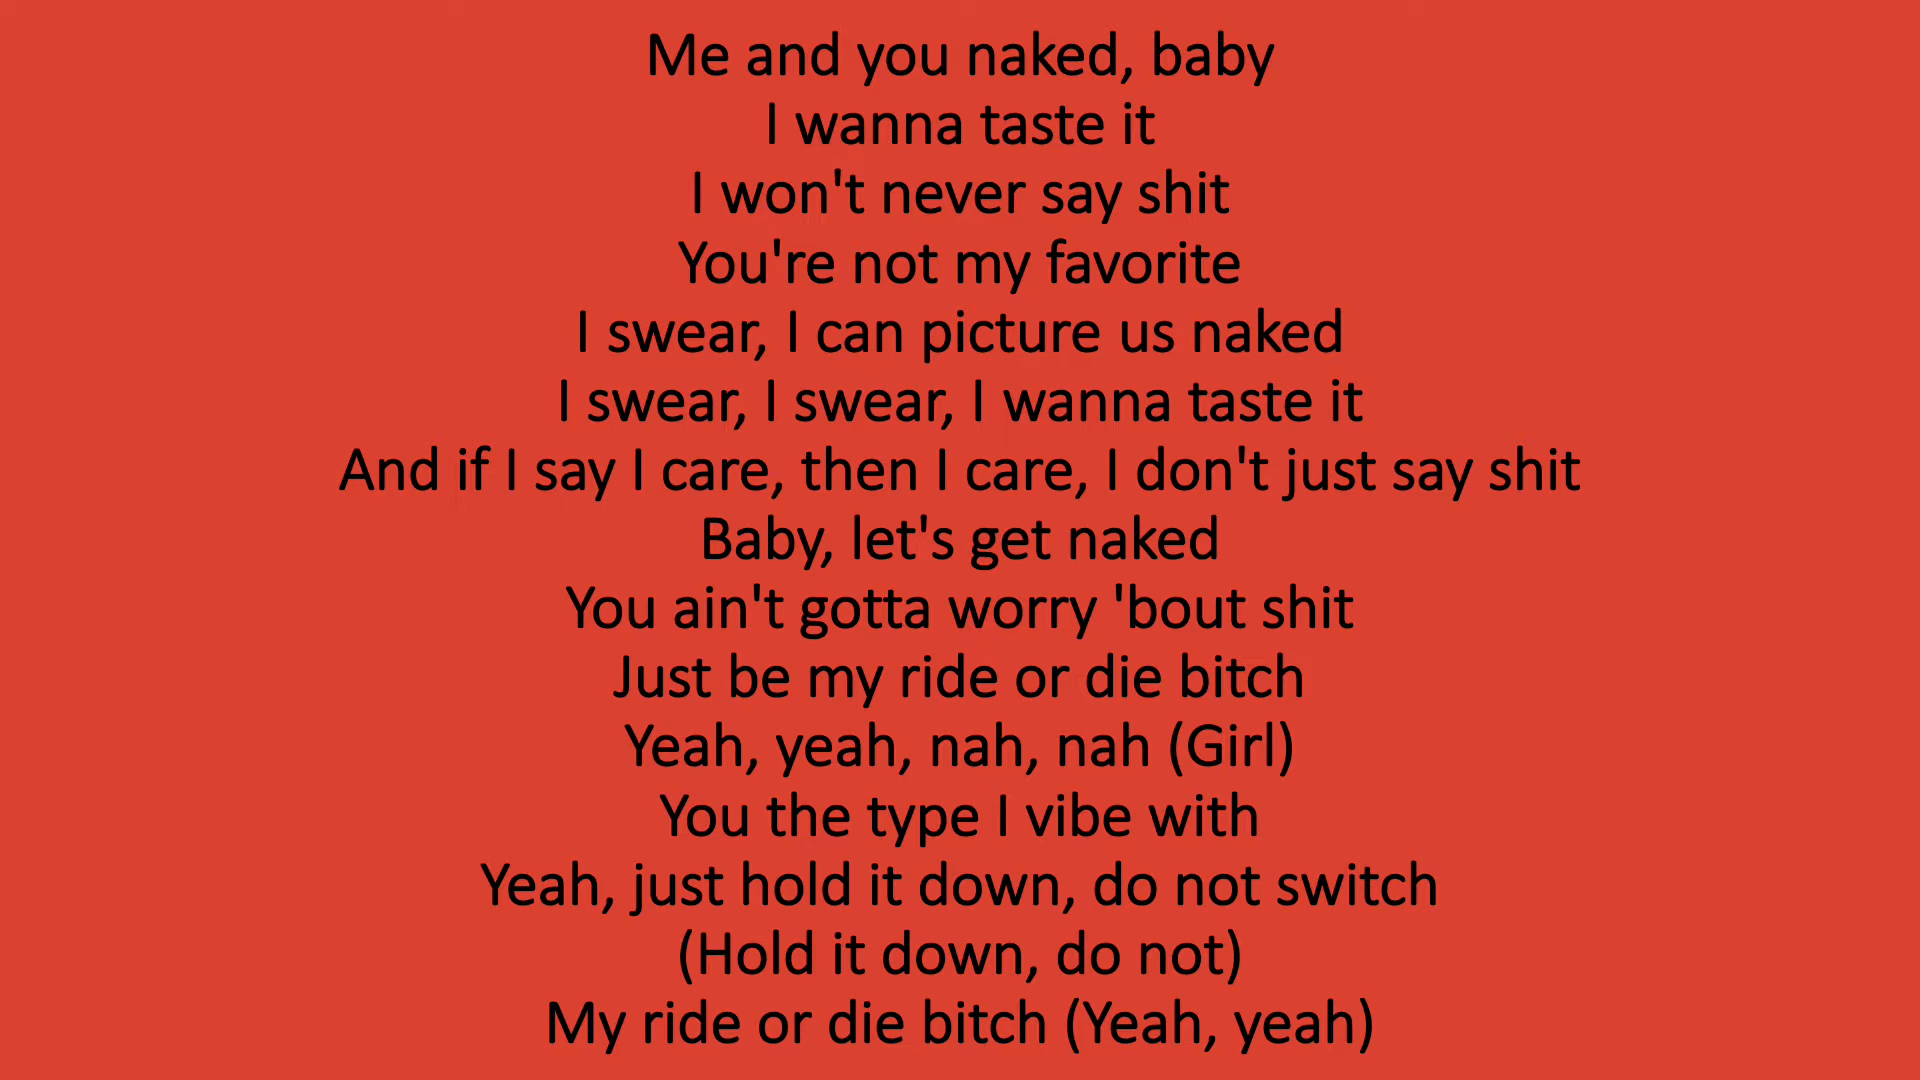 Me and you naked, baby
I wanna taste it
I won't never say shit
You're not my favorite
I swear, I can picture us naked
I swear, I swear, I wanna taste it
And if I say I care, then I care, I don't just say shit
Baby, let's get naked
You ain't gotta worry 'bout shit
Just be my ride or die bitch
Yeah, yeah, nah, nah (Girl)
You the type I vibe with
Yeah, just hold it down, do not switch
(Hold it down, do not)
My ride or die bitch (Yeah, yeah)